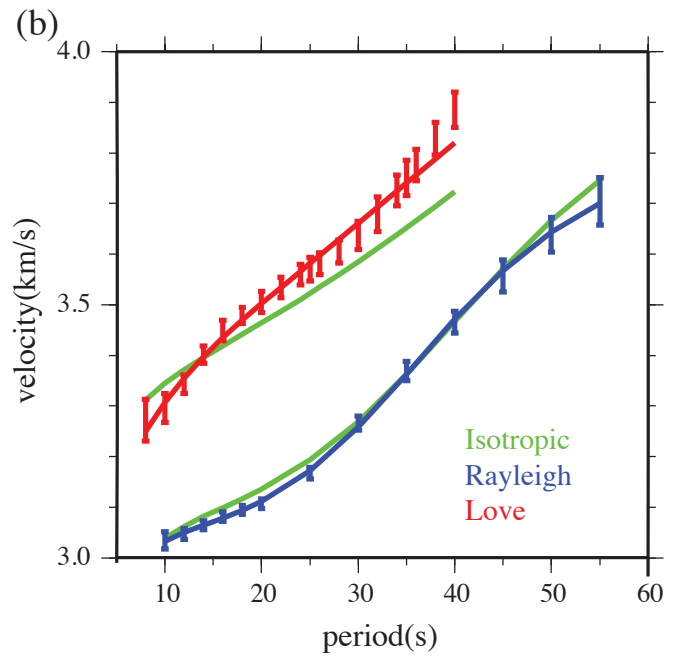 (b)
4.0
3.5
3.0
velocity(km/s)
Isotropic
Rayleigh
Love
10 20 30 40 50 60
period(s)